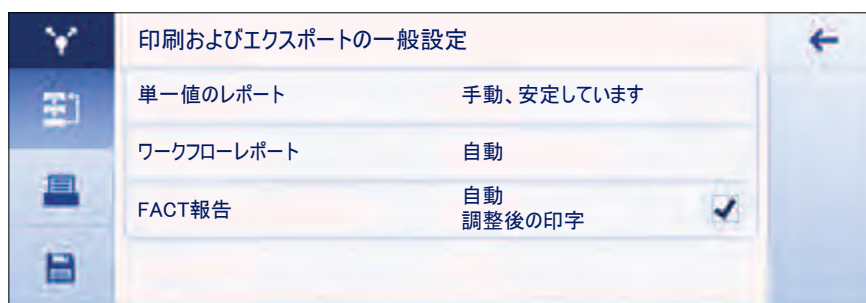 印刷およびエクスポートの一般設定
単一値のレポート 手動、安定しています
ワークフローレポート 自動
FACT報告 自動
調整後の印字